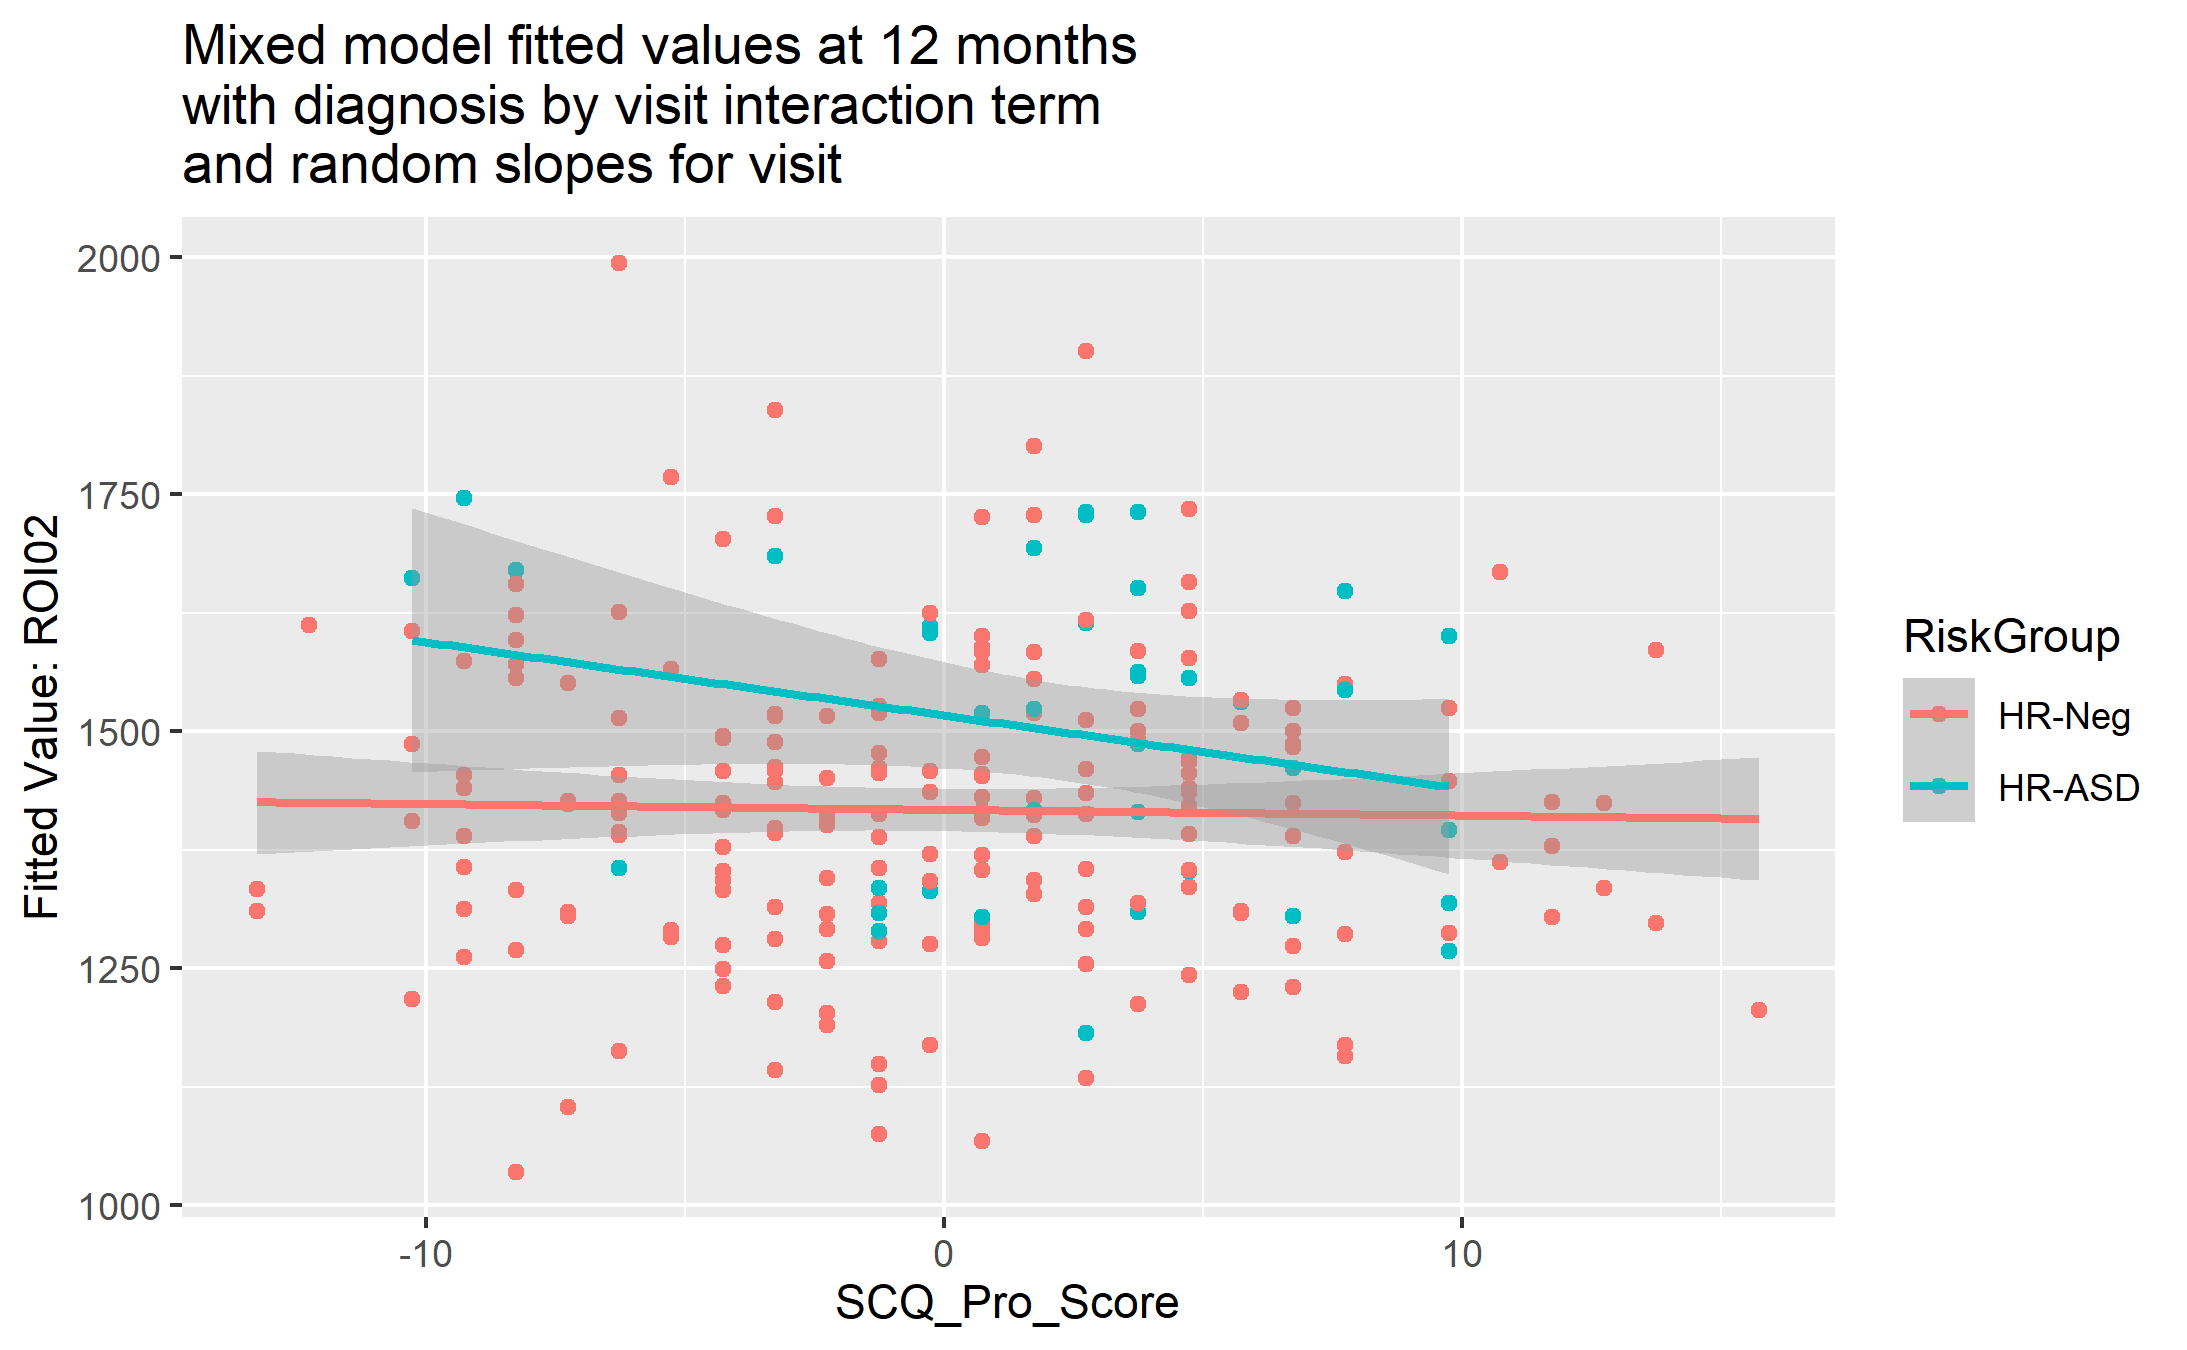 Mixed model fitted values at 12 months
with diagnosis by visit interaction term
and random slopes for visit
Fitted Value: ROI02
2000
1750
1500
1250
1000
-10
0
10
SCQ_Pro_Score
RiskGroup
HR-Neg
HR-ASD